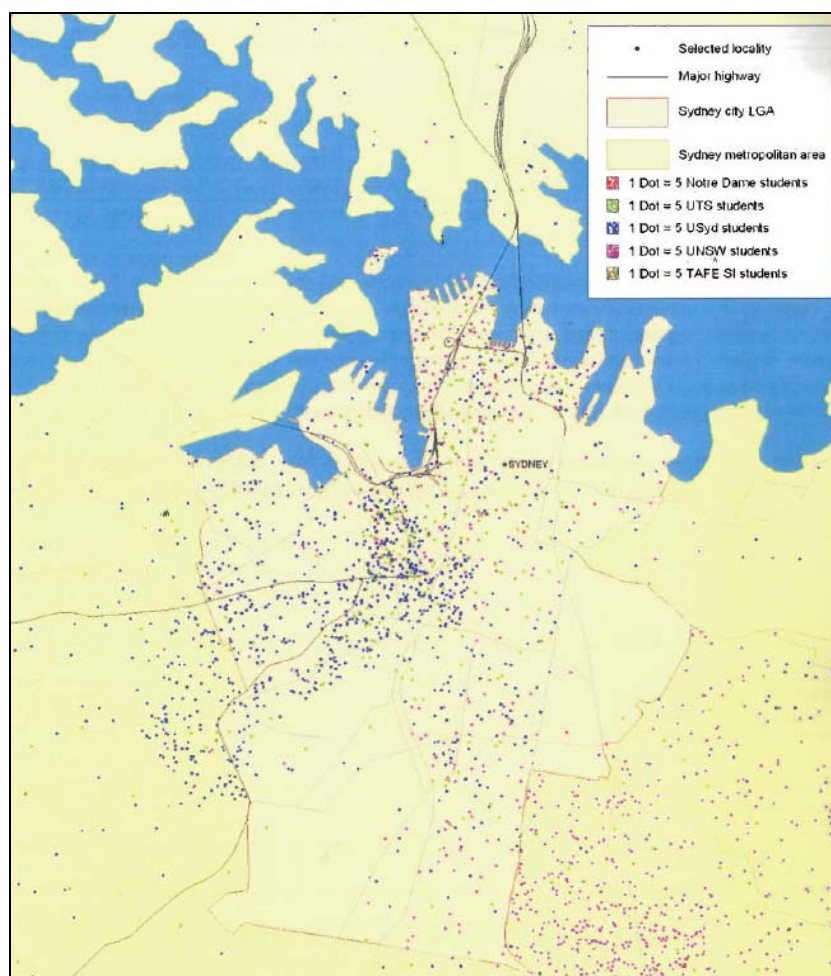 Selected locality
Major highway
Sydney city LGA
Sydney metropolitan area
1 Dot = 5 Notre Dame students
1 Dot = 5 UTS students
1 Dot = 5 USyd students
1 Dot = 5 UNSW students
1 Dot = 5 TAFE SI students
SYDNEY